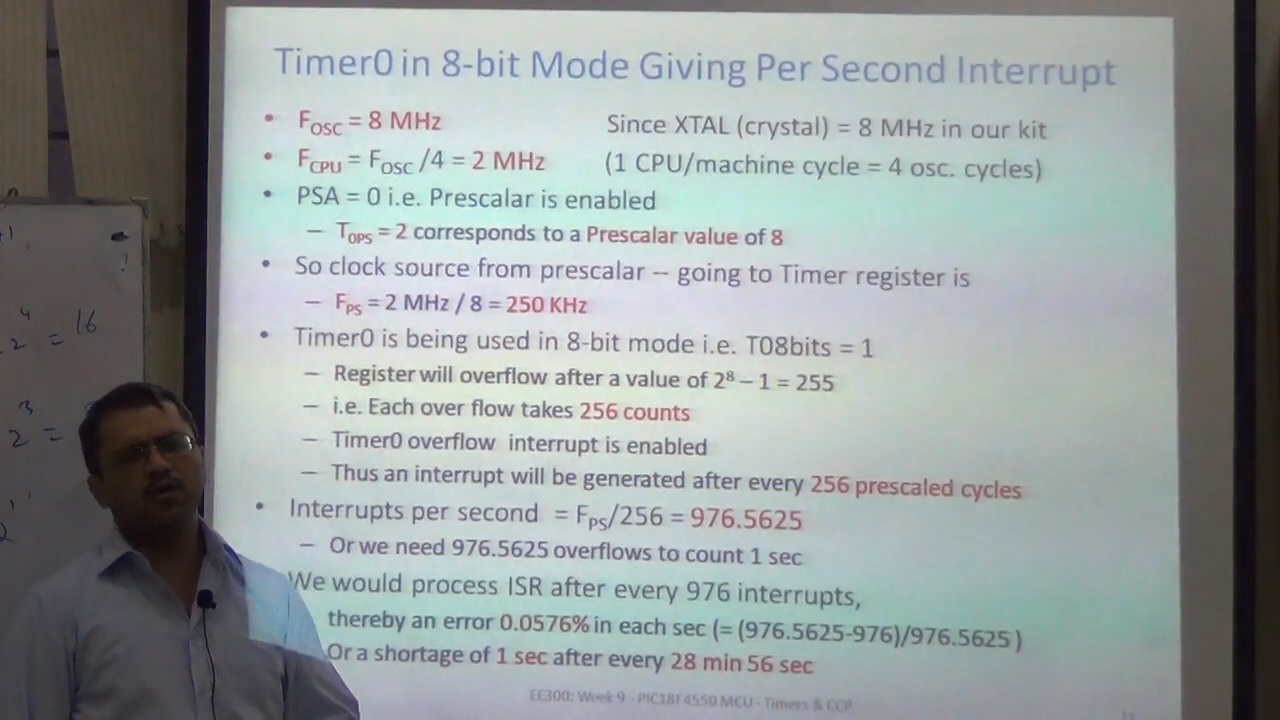 Timer0 in 8-bit Mode Giving Per Second Interrupt
• FOSC = 8 MHz Since XTAL (crystal) = 8 MHz in our kit
• FCPU = FOSC /4 = 2 MHz (1 CPU/machine cycle = 4 osc. cycles)
• PSA = 0 i.e. Prescalar is enabled
– TOPS = 2 corresponds to a Prescalar value of 8
• So clock source from prescalar -- going to Timer register is
– FPS = 2 MHz / 8 = 250 KHz
• Timer0 is being used in 8-bit mode i.e. T08bits = 1
– Register will overflow after a value of 2⁸ – 1 = 255
– i.e. Each over flow takes 256 counts
– Timer0 overflow interrupt is enabled
– Thus an interrupt will be generated after every 256 prescaled cycles
• Interrupts per second = FPS/256 = 976.5625
– Or we need 976.5625 overflows to count 1 sec
We would process ISR after every 976 interrupts,
thereby an error 0.0576% in each sec (= (976.5625-976)/976.5625 )
Or a shortage of 1 sec after every 28 min 56 sec
EE300: Week 9 - PIC18F4550 MCU - Timers & CCP
2⁴ = 16
2³ =
2¹